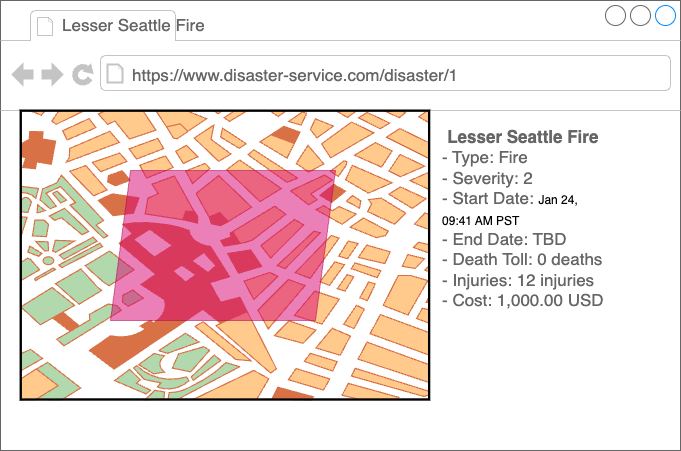 Lesser Seattle Fire
https://www.disaster-service.com/disaster/1
Lesser Seattle Fire
- Type: Fire
- Severity: 2
- Start Date: Jan 24,
09:41 AM PST
- End Date: TBD
- Death Toll: 0 deaths
- Injuries: 12 injuries
- Cost: 1,000.00 USD